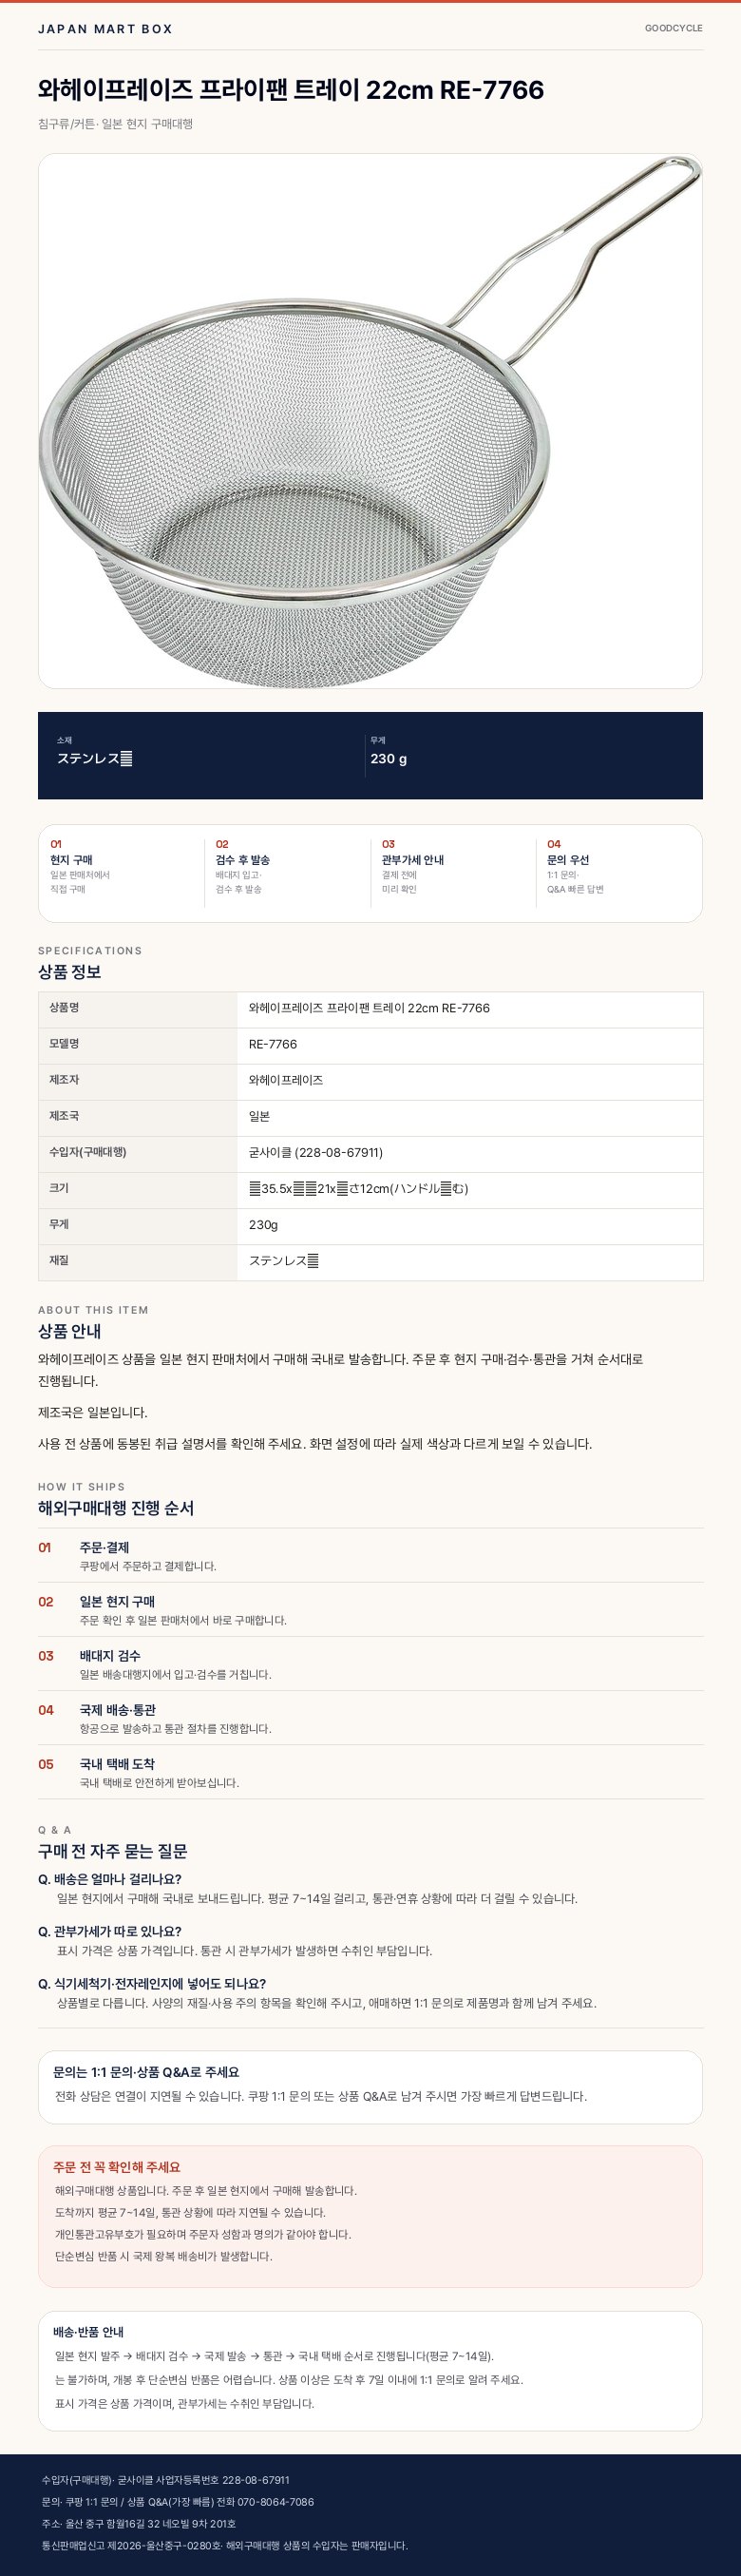 JAPAN MART BOX
GOODCYCLE
와헤이프레이즈 프라이팬 트레이 22cm RE-7766
침구류/커튼· 일본 현지 구매대행
소재
ステンレス
무게
230 g
01
현지 구매
일본 판매처에서
직접 구매
02
검수 후 발송
배대지 입고·
검수 후 발송
03
관부가세 안내
결제 전에
미리 확인
04
문의 우선
1:1 문의·
Q&A 빠른 답변
SPECIFICATIONS
상품 정보
상품명 와헤이프레이즈 프라이팬 트레이 22cm RE-7766
모델명 RE-7766
제조자 와헤이프레이즈
제조국 일본
수입자(구매대행) 굳사이클 (228-08-67911)
크기 35.5x21xさ12cm(ハンドルむ)
무게 230g
재질 ステンレス
ABOUT THIS ITEM
상품 안내
와헤이프레이즈 상품을 일본 현지 판매처에서 구매해 국내로 발송합니다. 주문 후 현지 구매·검수·통관을 거쳐 순서대로
진행됩니다.
제조국은 일본입니다.
사용 전 상품에 동봉된 취급 설명서를 확인해 주세요. 화면 설정에 따라 실제 색상과 다르게 보일 수 있습니다.
HOW IT SHIPS
해외구매대행 진행 순서
01 주문·결제
쿠팡에서 주문하고 결제합니다.
02 일본 현지 구매
주문 확인 후 일본 판매처에서 바로 구매합니다.
03 배대지 검수
일본 배송대행지에서 입고·검수를 거칩니다.
04 국제 배송·통관
항공으로 발송하고 통관 절차를 진행합니다.
05 국내 택배 도착
국내 택배로 안전하게 받아보십니다.
Q & A
구매 전 자주 묻는 질문
Q. 배송은 얼마나 걸리나요?
일본 현지에서 구매해 국내로 보내드립니다. 평균 7~14일 걸리고, 통관·연휴 상황에 따라 더 걸릴 수 있습니다.
Q. 관부가세가 따로 있나요?
표시 가격은 상품 가격입니다. 통관 시 관부가세가 발생하면 수취인 부담입니다.
Q. 식기세척기·전자레인지에 넣어도 되나요?
상품별로 다릅니다. 사양의 재질·사용 주의 항목을 확인해 주시고, 애매하면 1:1 문의로 제품명과 함께 남겨 주세요.
문의는 1:1 문의·상품 Q&A로 주세요
전화 상담은 연결이 지연될 수 있습니다. 쿠팡 1:1 문의 또는 상품 Q&A로 남겨 주시면 가장 빠르게 답변드립니다.
주문 전 꼭 확인해 주세요
해외구매대행 상품입니다. 주문 후 일본 현지에서 구매해 발송합니다.
도착까지 평균 7~14일, 통관 상황에 따라 지연될 수 있습니다.
개인통관고유부호가 필요하며 주문자 성함과 명의가 같아야 합니다.
단순변심 반품 시 국제 왕복 배송비가 발생합니다.
배송·반품 안내
일본 현지 발주 → 배대지 검수 → 국제 발송 → 통관 → 국내 택배 순서로 진행됩니다(평균 7~14일).
는 불가하며, 개봉 후 단순변심 반품은 어렵습니다. 상품 이상은 도착 후 7일 이내에 1:1 문의로 알려 주세요.
표시 가격은 상품 가격이며, 관부가세는 수취인 부담입니다.
수입자(구매대행)· 굳사이클 사업자등록번호 228-08-67911
문의· 쿠팡 1:1 문의 / 상품 Q&A(가장 빠름) 전화 070-8064-7086
주소· 울산 중구 함월16길 32 네오빌 9차 201호
통신판매업신고 제2026-울산중구-0280호· 해외구매대행 상품의 수입자는 판매자입니다.